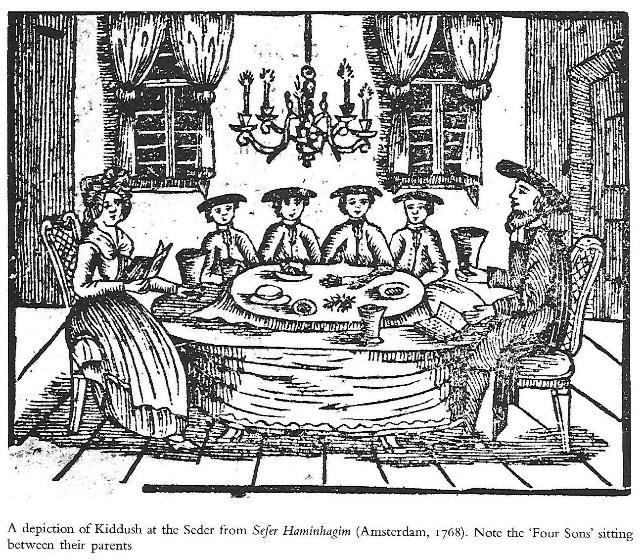 A depiction of Kiddush at the Seder from Sefer Haminhagim (Amsterdam, 1768). Note the 'Four Sons' sitting
between their parents